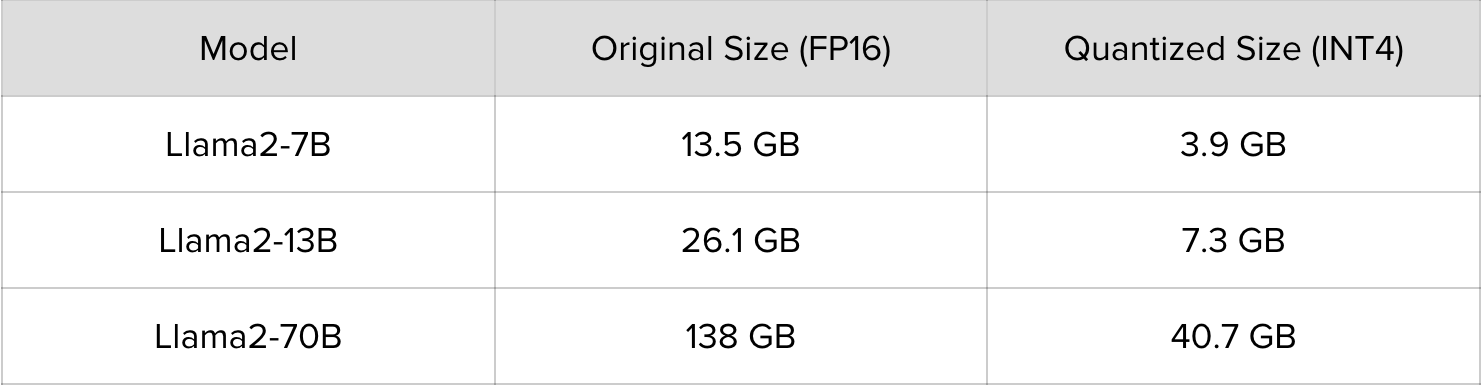 Model Original Size (FP16) Quantized Size (INT4)
Llama2-7B 13.5 GB 3.9 GB
Llama2-13B 26.1 GB 7.3 GB
Llama2-70B 138 GB 40.7 GB